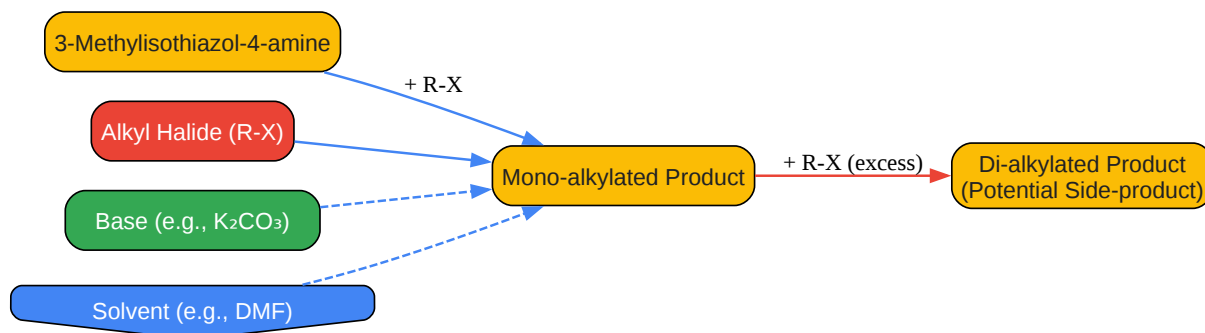 3-Methylisothiazol-4-amine
+ R-X
Alkyl Halide (R-X)
Mono-alkylated Product
+ R-X (excess)
Di-alkylated Product
(Potential Side-product)
Base (e.g., K₂CO₃)
Solvent (e.g., DMF)